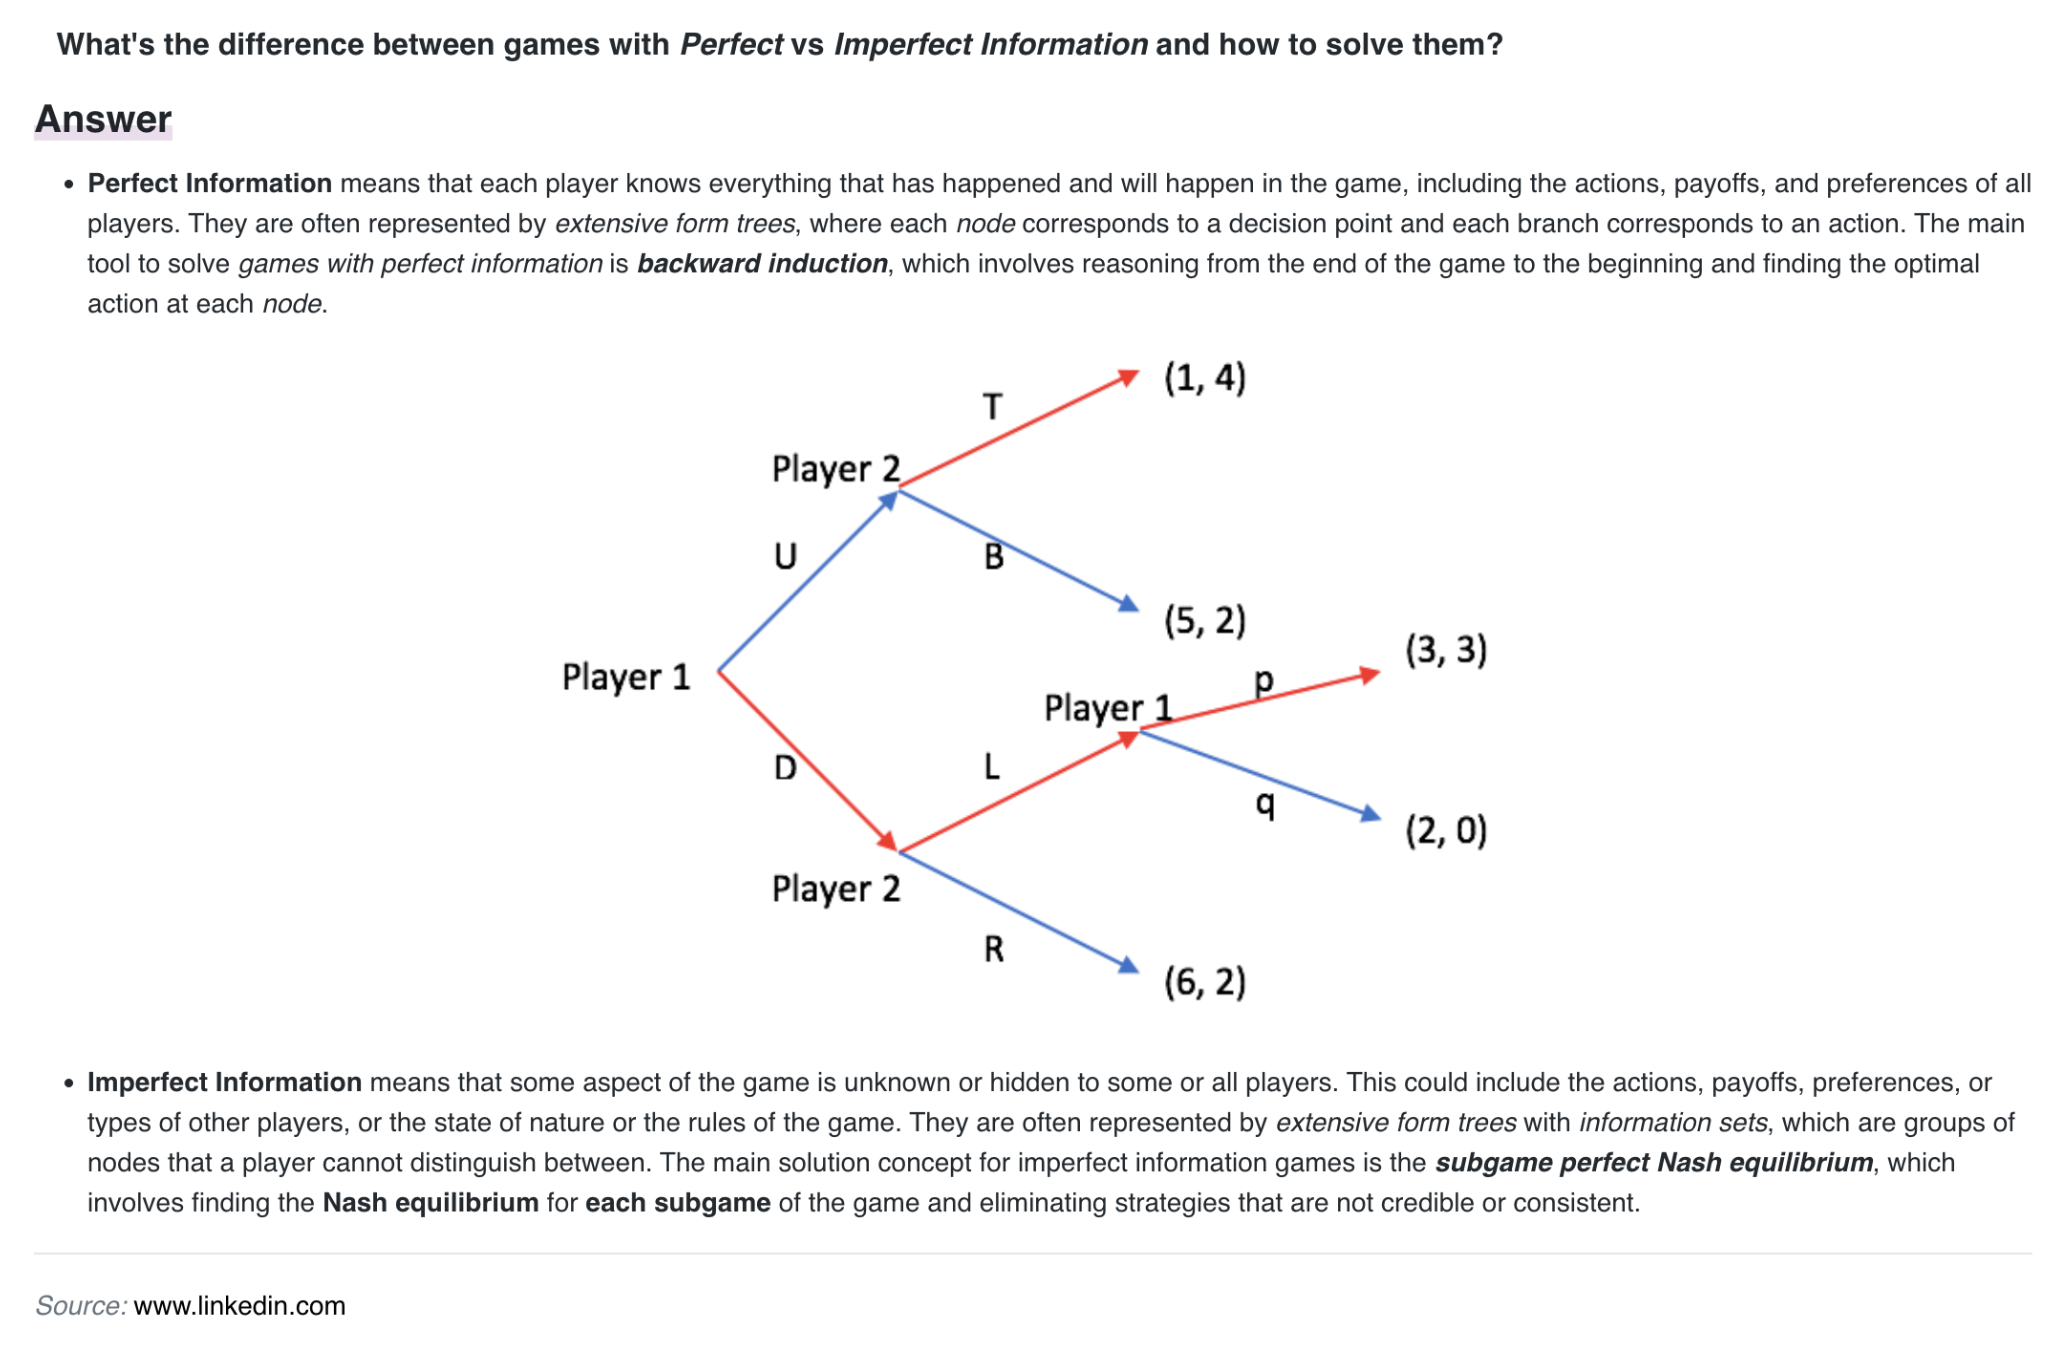 What's the difference between games with Perfect vs Imperfect Information and how to solve them?
Answer
• Perfect Information means that each player knows everything that has happened and will happen in the game, including the actions, payoffs, and preferences of all
players. They are often represented by extensive form trees, where each node corresponds to a decision point and each branch corresponds to an action. The main
tool to solve games with perfect information is backward induction, which involves reasoning from the end of the game to the beginning and finding the optimal
action at each node.
(1, 4)
T
Player 2
U
B
(5, 2)
(3, 3)
Player 1
p
Player 1
D
L
q
(2, 0)
Player 2
R
(6, 2)
• Imperfect Information means that some aspect of the game is unknown or hidden to some or all players. This could include the actions, payoffs, preferences, or
types of other players, or the state of nature or the rules of the game. They are often represented by extensive form trees with information sets, which are groups of
nodes that a player cannot distinguish between. The main solution concept for imperfect information games is the subgame perfect Nash equilibrium, which
involves finding the Nash equilibrium for each subgame of the game and eliminating strategies that are not credible or consistent.
Source: www.linkedin.com